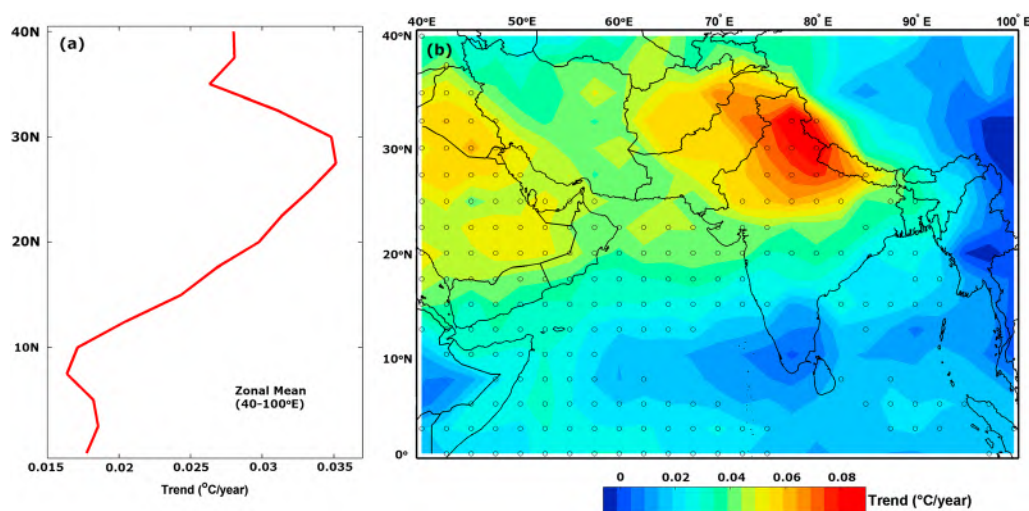 (a)
40N
30N
20N
10N
0.015 0.02 0.025 0.03 0.035
Zonal Mean
(40-100°E)
Trend (°C/year)
40°E 50°E 60°E 70°E 80°E 90°E 100°E
(b)
40°N
30°N
20°N
10°N
0°
0 0.02 0.04 0.06 0.08
Trend (°C/year)